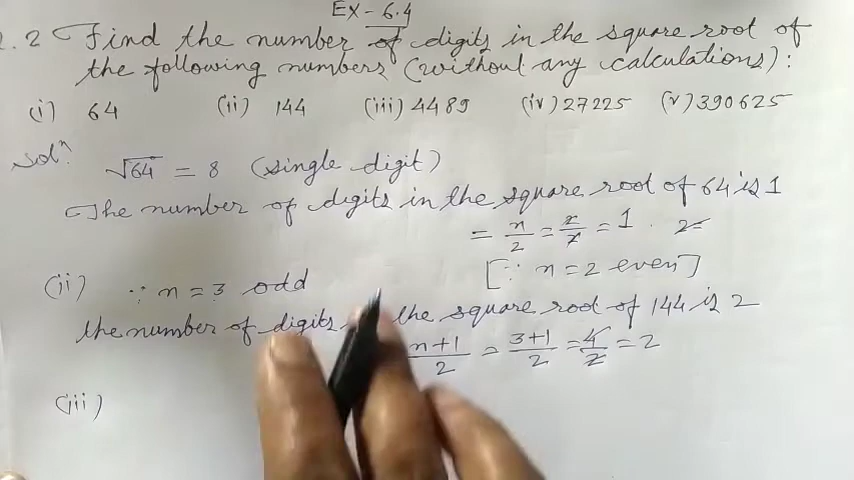 EX-6.4
.2 Find the number of digits in the square root of
the following numbers (without any calculations):
(i) 64 (ii) 144 (iii) 4489 (iv) 27225 (v) 390625
Solⁿ. √64 = 8 (single digit)
The number of digits in the square root of 64 is 1
= n/2 = 2/2 = 1.
[∵ n = 2 even]
(ii) ∵ n = 3 odd
the number of digits the square root of 144 is 2
n+1/2 = 3+1/2 = 4/2 = 2
(iii)